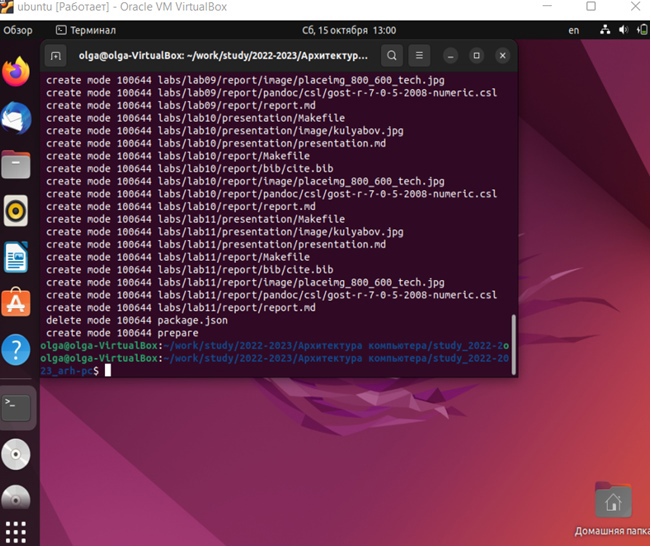 ubuntu [Работает] - Oracle VM VirtualBox
Обзор
Терминал
Сб, 15 октября 13:00
en
olga@olga-VirtualBox: ~/work/study/2022-2023/Архитектур...
create mode 100644 labs/lab09/report/image/placeimg_800_600_tech.jpg
create mode 100644 labs/lab09/report/pandoc/csl/gost-r-7-0-5-2008-numeric.csl
create mode 100644 labs/lab09/report/report.md
create mode 100644 labs/lab10/presentation/Makefile
create mode 100644 labs/lab10/presentation/image/kulyabov.jpg
create mode 100644 labs/lab10/presentation/presentation.md
create mode 100644 labs/lab10/report/Makefile
create mode 100644 labs/lab10/report/bib/cite.bib
create mode 100644 labs/lab10/report/image/placeimg_800_600_tech.jpg
create mode 100644 labs/lab10/report/pandoc/csl/gost-r-7-0-5-2008-numeric.csl
create mode 100644 labs/lab10/report/report.md
create mode 100644 labs/lab11/presentation/Makefile
create mode 100644 labs/lab11/presentation/image/kulyabov.jpg
create mode 100644 labs/lab11/presentation/presentation.md
create mode 100644 labs/lab11/report/Makefile
create mode 100644 labs/lab11/report/bib/cite.bib
create mode 100644 labs/lab11/report/image/placeimg_800_600_tech.jpg
create mode 100644 labs/lab11/report/pandoc/csl/gost-r-7-0-5-2008-numeric.csl
create mode 100644 labs/lab11/report/report.md
delete mode 100644 package.json
create mode 100644 prepare
olga@olga-VirtualBox:~/work/study/2022-2023/Архитектура компьютера/study_2022-2o
olga@olga-VirtualBox:~/work/study/2022-2023/Архитектура компьютера/study_2022-20
23_arh-pc$
Домашняя папка